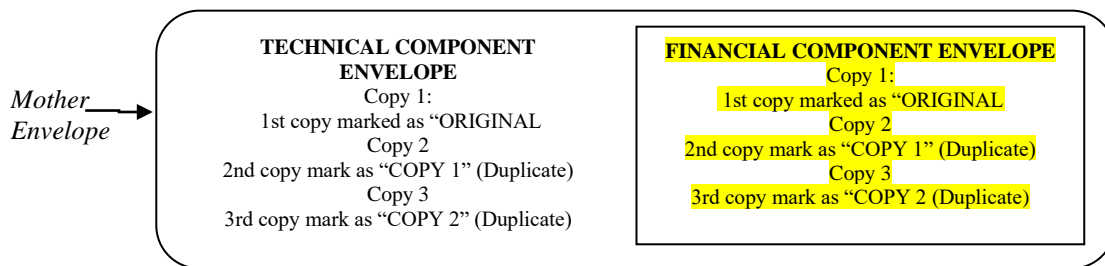 Mother
Envelope
TECHNICAL COMPONENT
ENVELOPE
Copy 1:
1st copy marked as “ORIGINAL
Copy 2
2nd copy mark as “COPY 1” (Duplicate)
Copy 3
3rd copy mark as “COPY 2” (Duplicate)
FINANCIAL COMPONENT ENVELOPE
Copy 1:
1st copy marked as “ORIGINAL
Copy 2
2nd copy mark as “COPY 1” (Duplicate)
Copy 3
3rd copy mark as “COPY 2 (Duplicate)